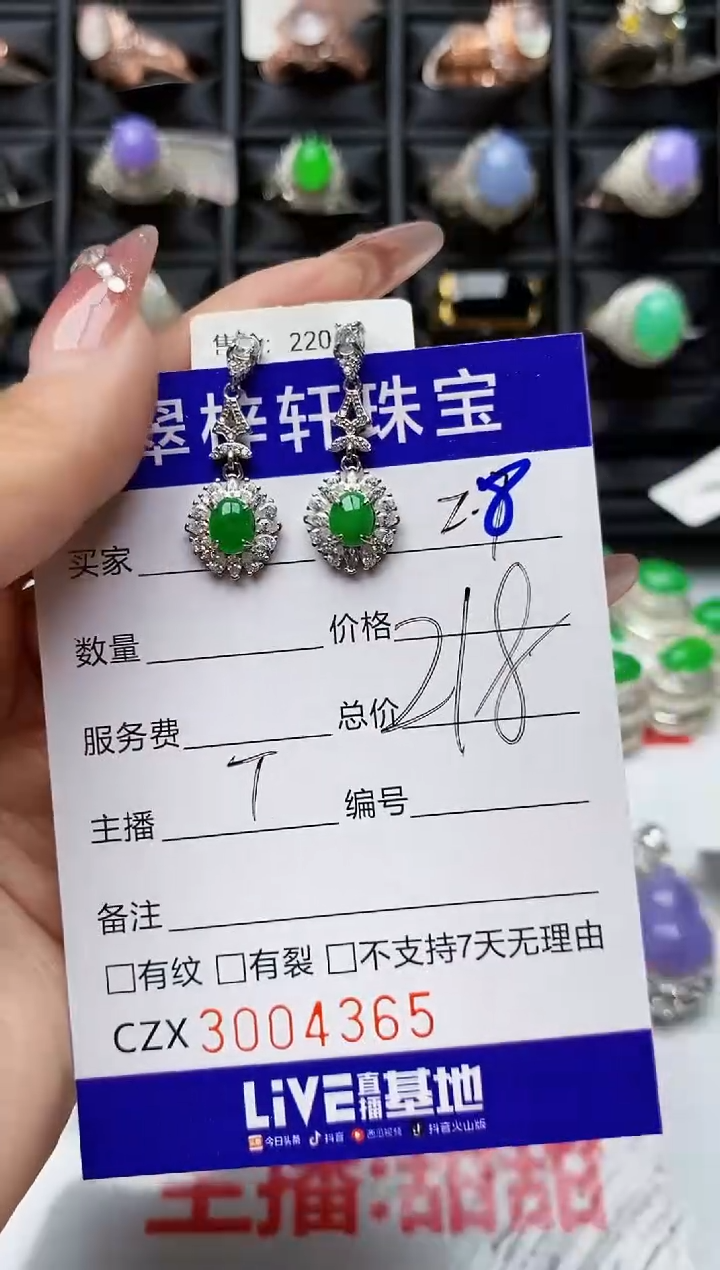 220
翠梓轩珠宝
买家 Z.8
数量 价格 218
服务费 总价
主播 T 编号
备注
□有纹 □有裂 □不支持7天无理由
CZX 3004365
LiVE直播基地
今日头条 抖音 西瓜视频 抖音火山版
主播:甜甜